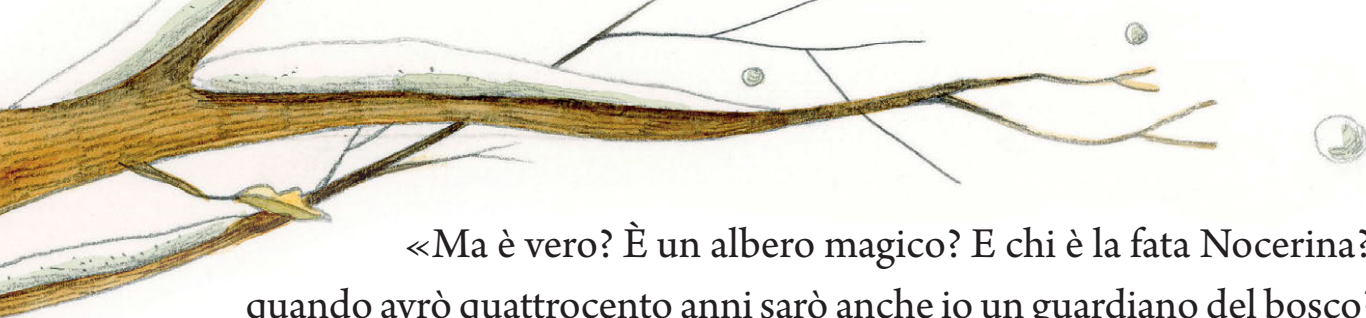 «Ma è vero? È un albero magico? E chi è la fata Nocerina?
quando avrò quattrocento anni sarò anche io un guardiano del bosco?